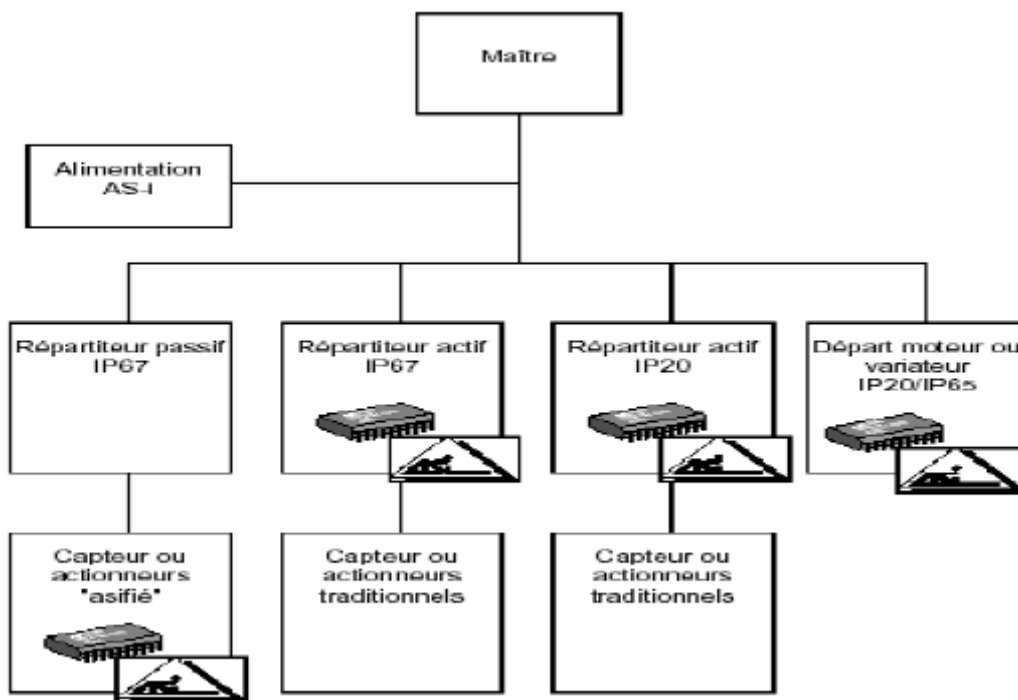 Maître
Alimentation
AS-i
Répartiteur passif
IP67
Répartiteur actif
IP67
Répartiteur actif
IP20
Départ moteur ou
variateur
IP20/IP65
Capteur ou
actionneurs
"asifié"
Capteur ou
actionneurs
traditionnels
Capteur ou
actionneurs
traditionnels